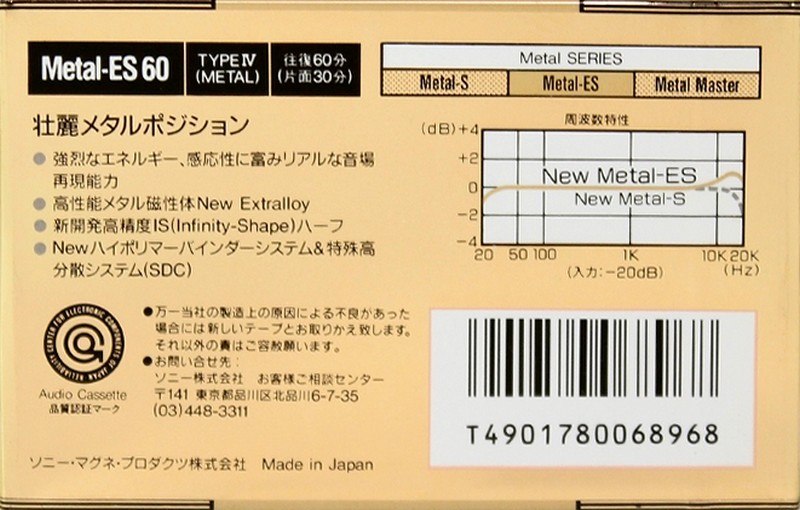 Metal-ES 60
TYPE IV
(METAL)
往復60分
(片面30分)
Metal SERIES
Metal-S
Metal-ES
Metal Master
壮麗メタルポジション
強烈なエネルギー、感応性に富みリアルな音場
再現能力
高性能メタル磁性体New Extralloy
新開発高精度IS(Infinity-Shape)ハーフ
Newハイポリマーバインダーシステム&特殊高
分散システム(SDC)
周波数特性
(dB)+4
+2
0
−2
−4
New Metal-ES
New Metal-S
20 50 100 1K 10K 20K
(入力:−20dB) (Hz)
RELIABILITY CENTER FOR ELECTRONIC COMPONENTS OF JAPAN
Audio Cassette
品質認証マーク
●万一当社の製造上の原因による不良があった
場合には新しいテープとお取りかえ致します。
それ以外の責はご容赦願います。
●お問い合せ先:
ソニー株式会社 お客様ご相談センター
〒141 東京都品川区北品川6-7-35
(03)448-3311
T4901780068968
ソニー・マグネ・プロダクツ株式会社 Made in Japan